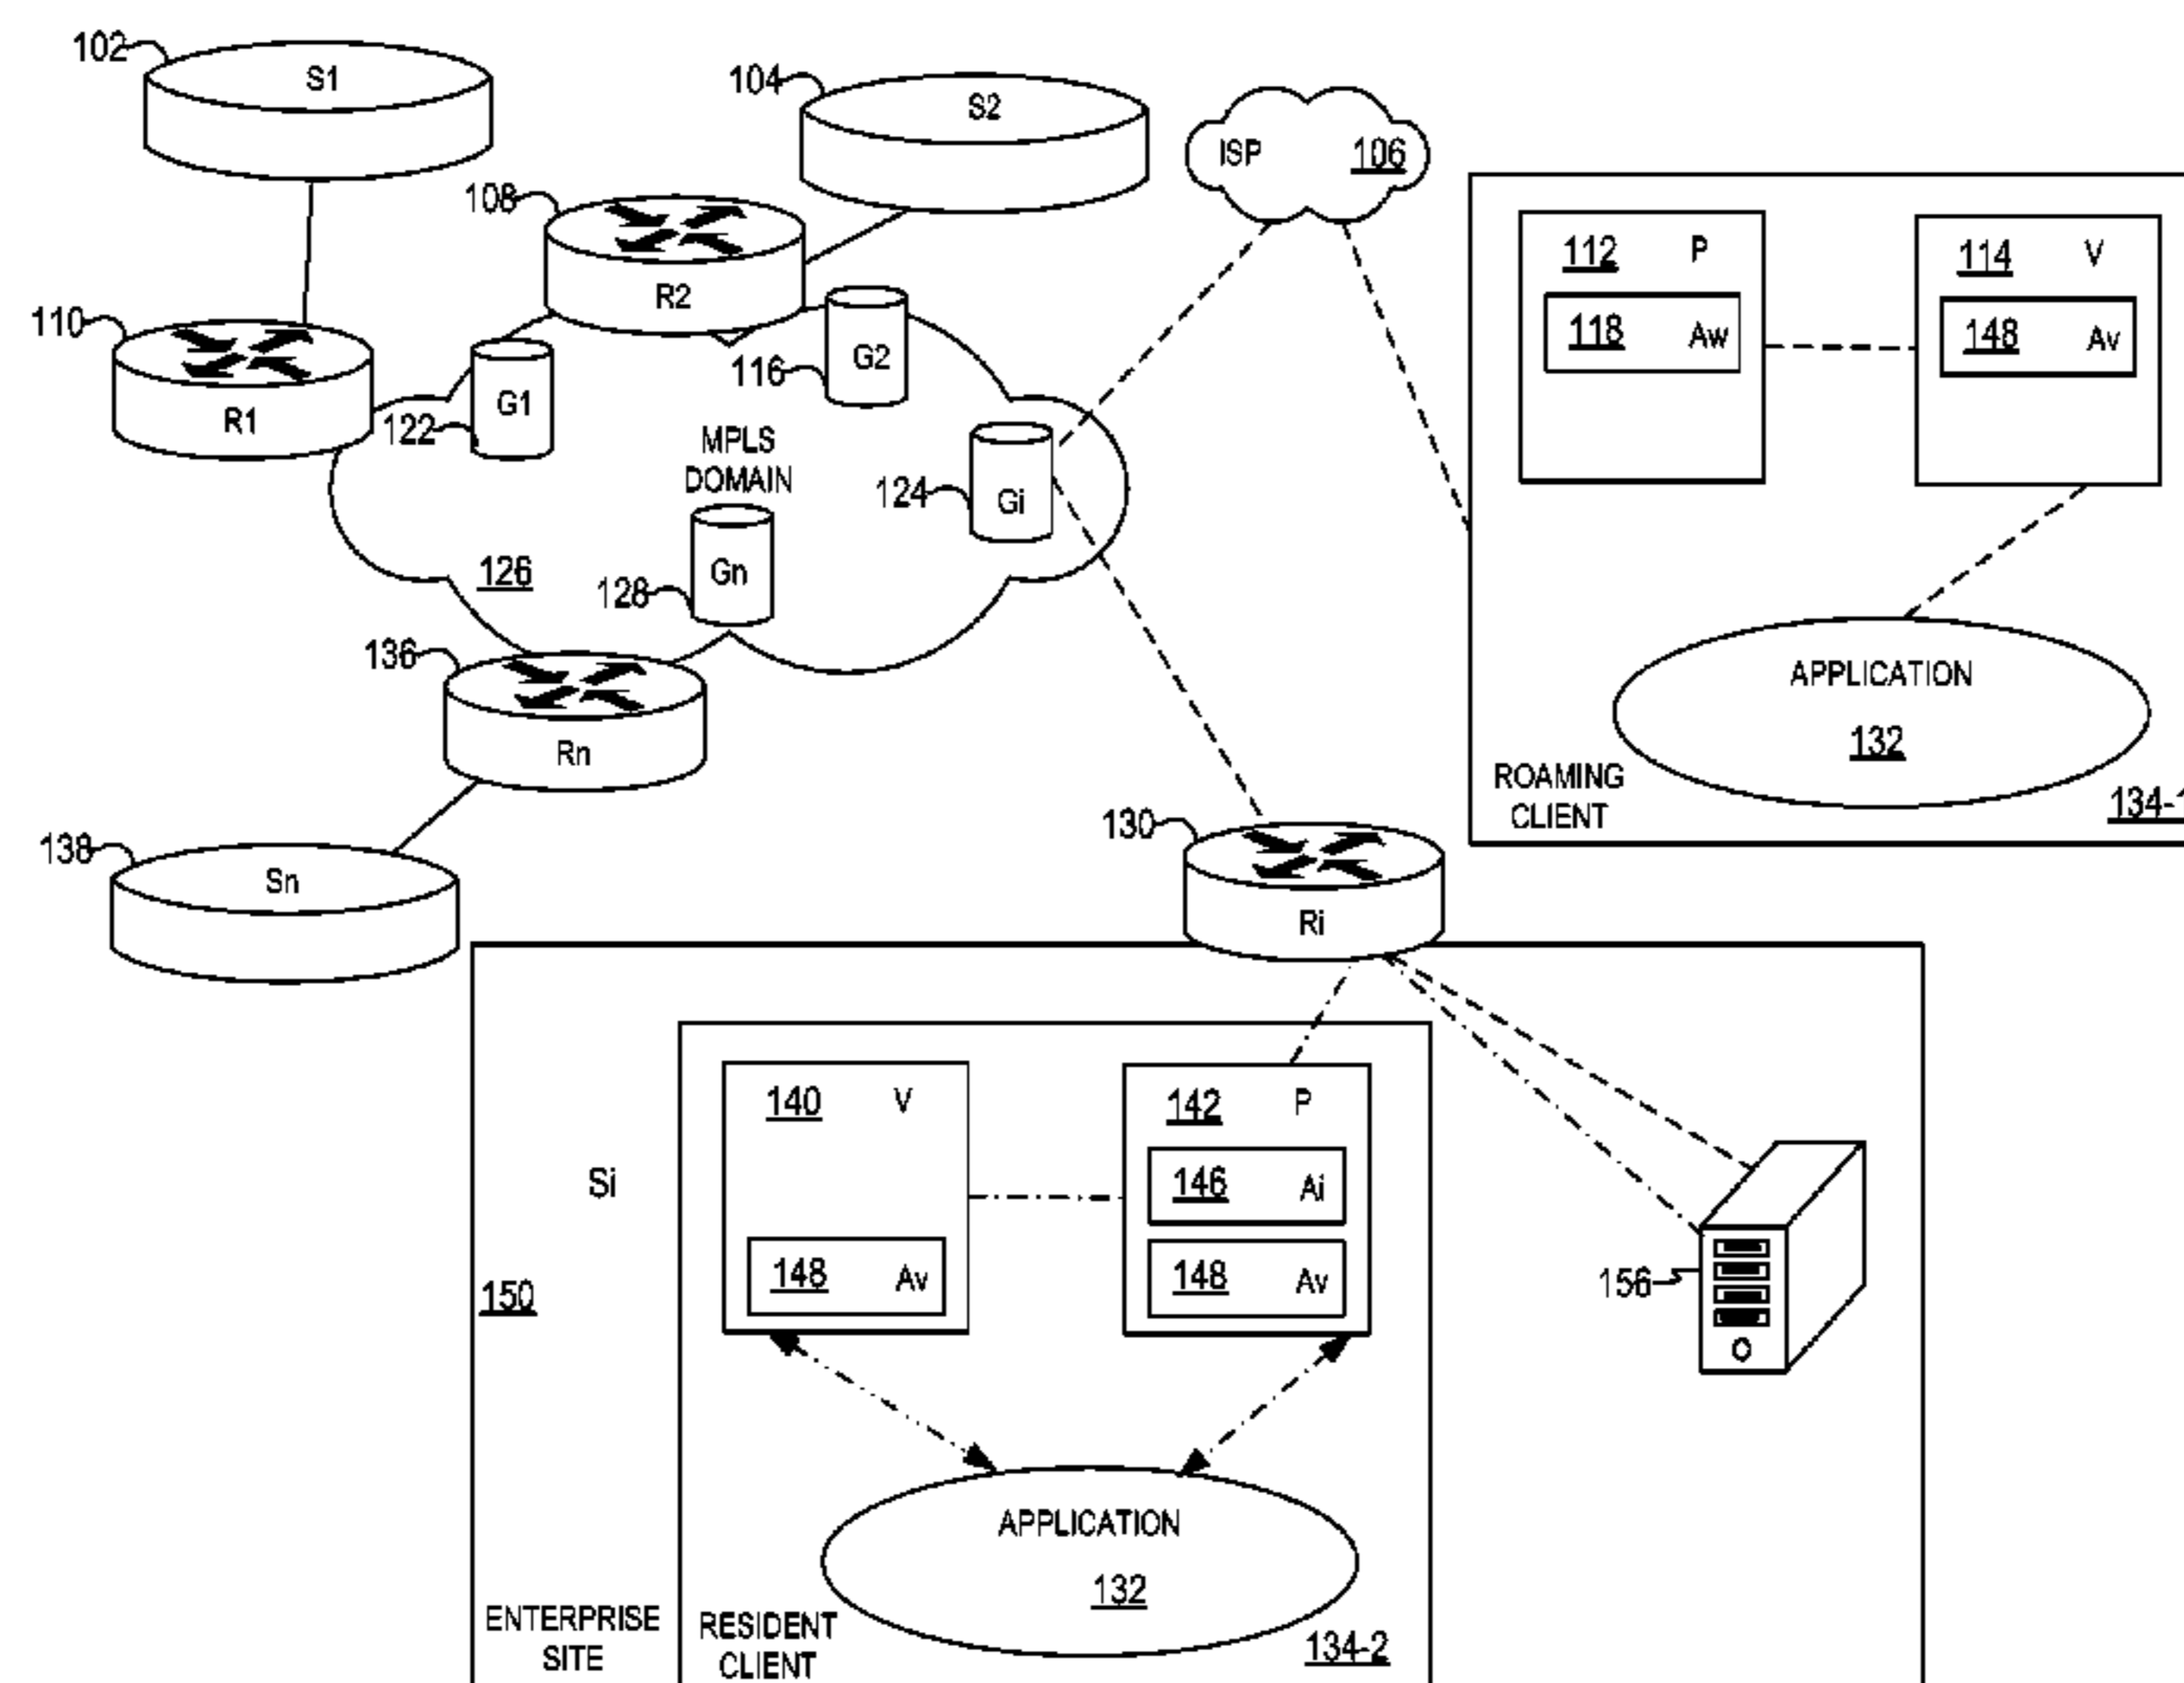 102
S1
104
S2
ISP
106
108
R2
112
P
114
V
118
Aw
148
Av
110
R1
G1
122
116
G2
MPLS
DOMAIN
124
Gi
126
128
Gn
136
Rn
APPLICATION
132
ROAMING
CLIENT
134-1
130
Ri
138
Sn
140
V
142
P
Si
146
Ai
148
Av
148
Av
150
156
APPLICATION
132
ENTERPRISE
SITE
RESIDENT
CLIENT
134-2